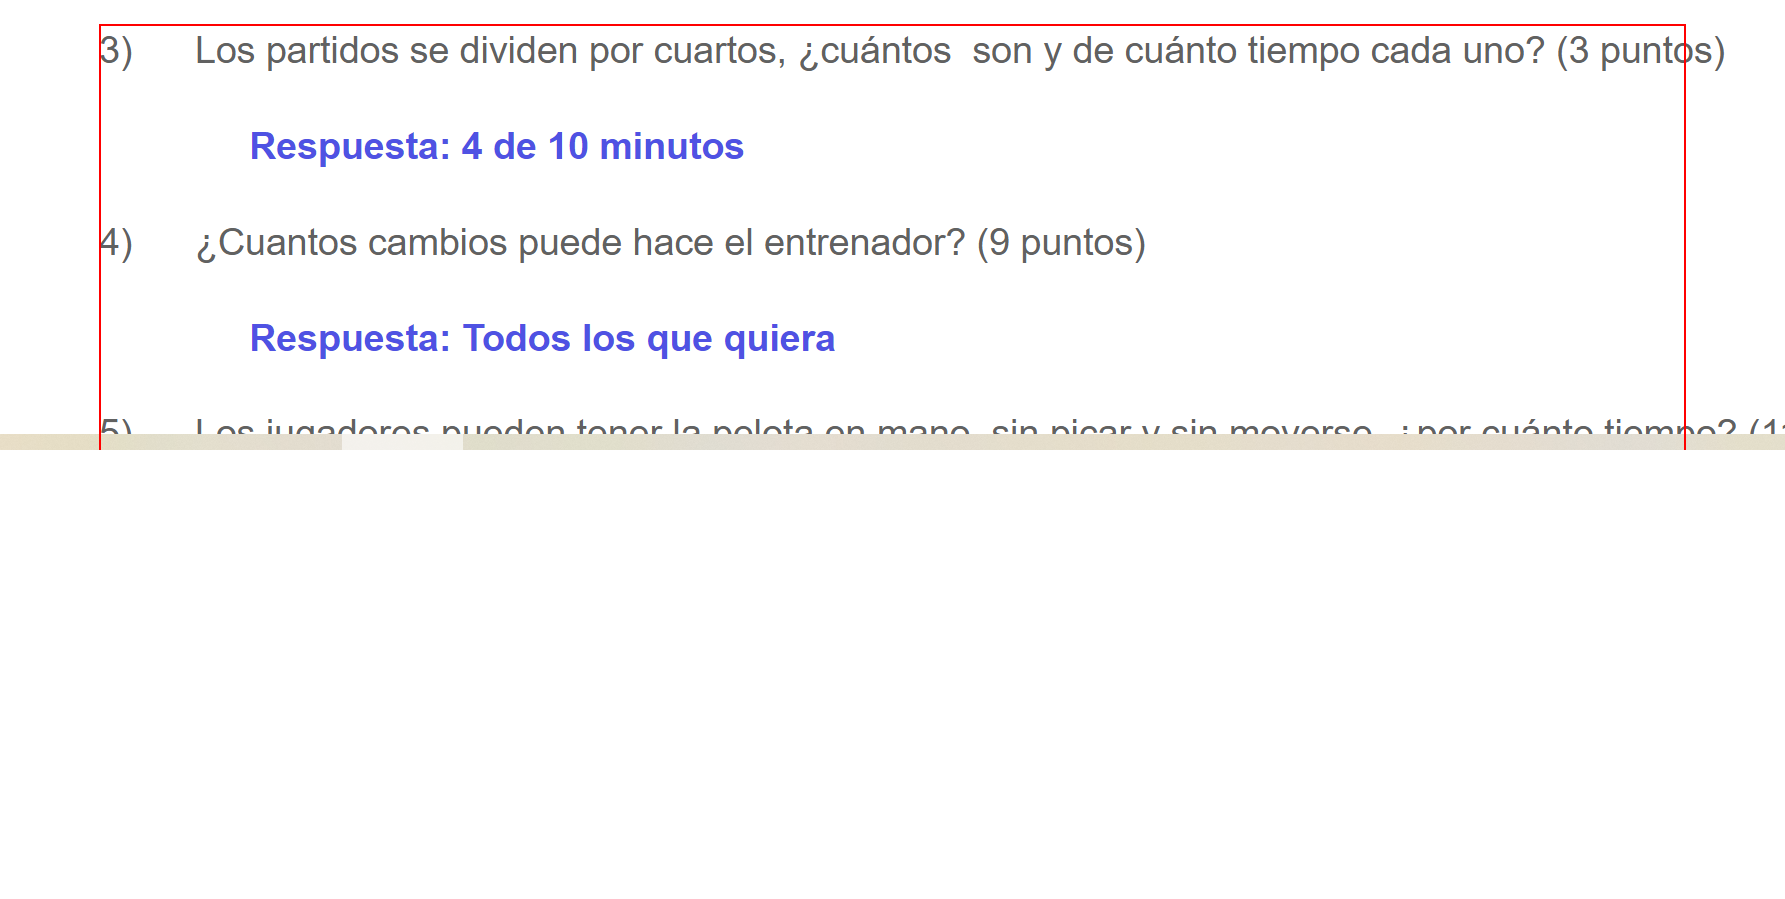 3) Los partidos se dividen por cuartos, ¿cuántos  son y de cuánto tiempo cada uno? (3 puntos)
Respuesta: 4 de 10 minutos
4) ¿Cuantos cambios puede hace el entrenador? (9 puntos)
Respuesta: Todos los que quiera
5) Los jugadores pueden tener la pelota en mano, sin picar y sin moverse, ¿por cuánto tiempo?